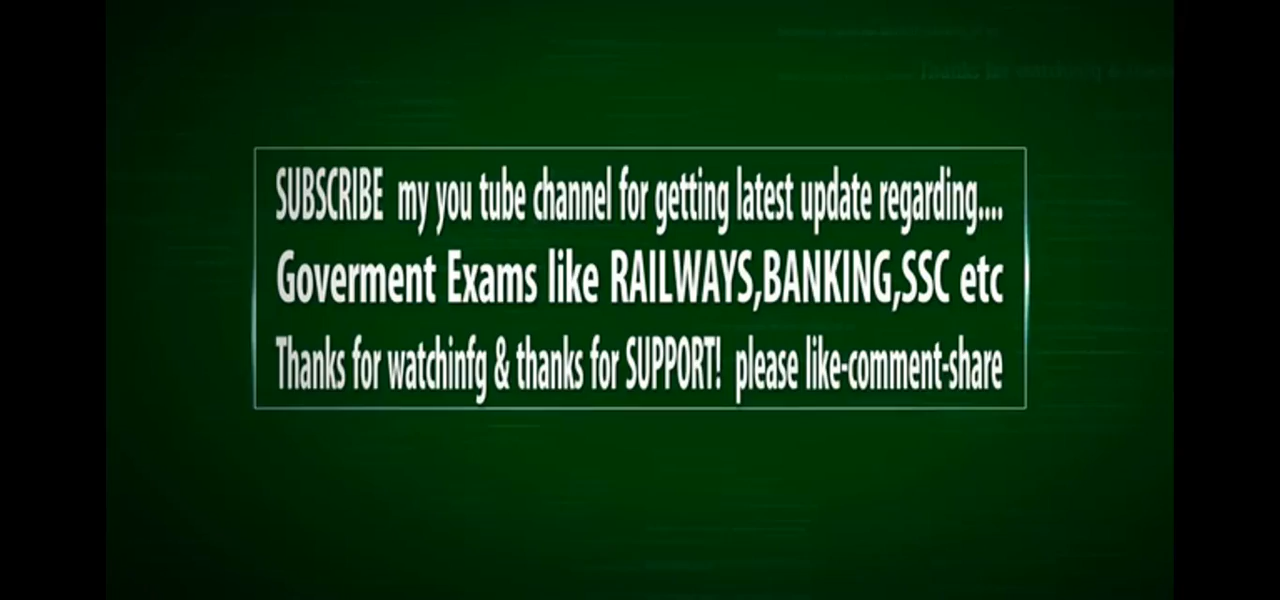 SUBSCRIBE my you tube channel for getting latest update regarding....
Goverment Exams like RAILWAYS,BANKING,SSC etc
Thanks for watchinfg & thanks for SUPPORT! please like-comment-share